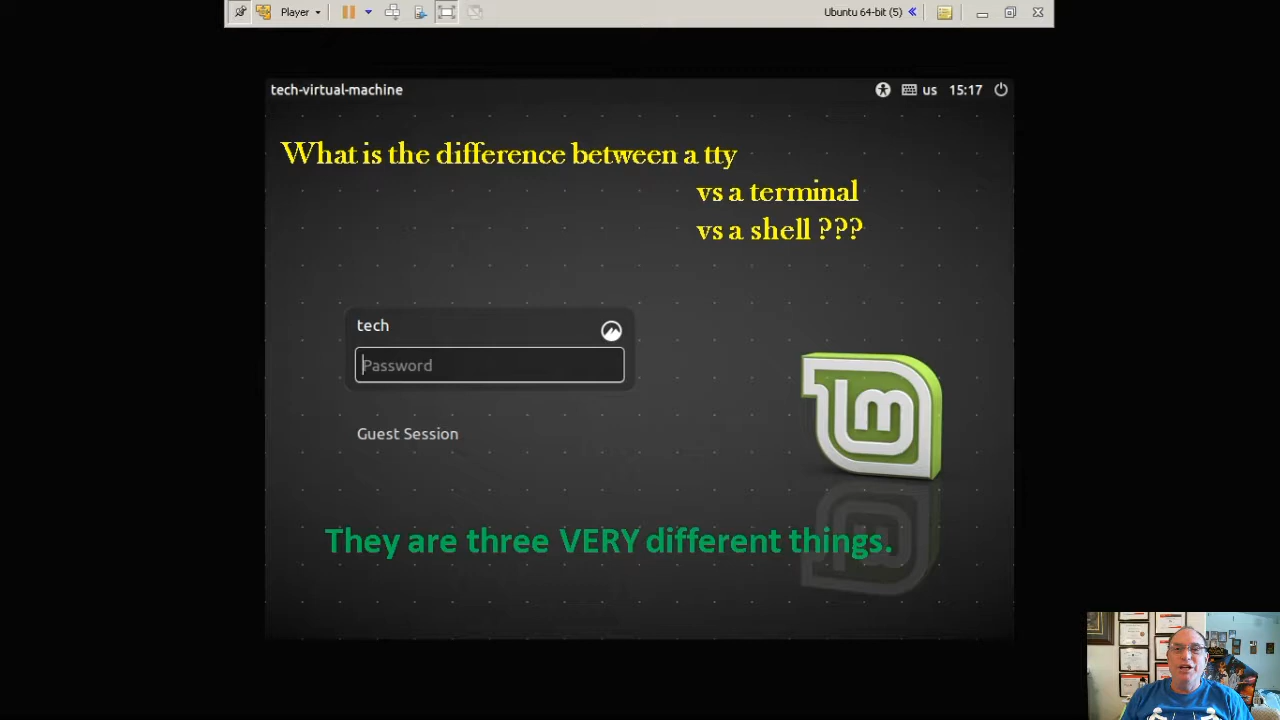 Player
Ubuntu 64-bit (5)
tech-virtual-machine
us 15:17
What is the difference between a tty
vs a terminal
vs a shell ???
tech
Password
Guest Session
lm
They are three VERY different things.